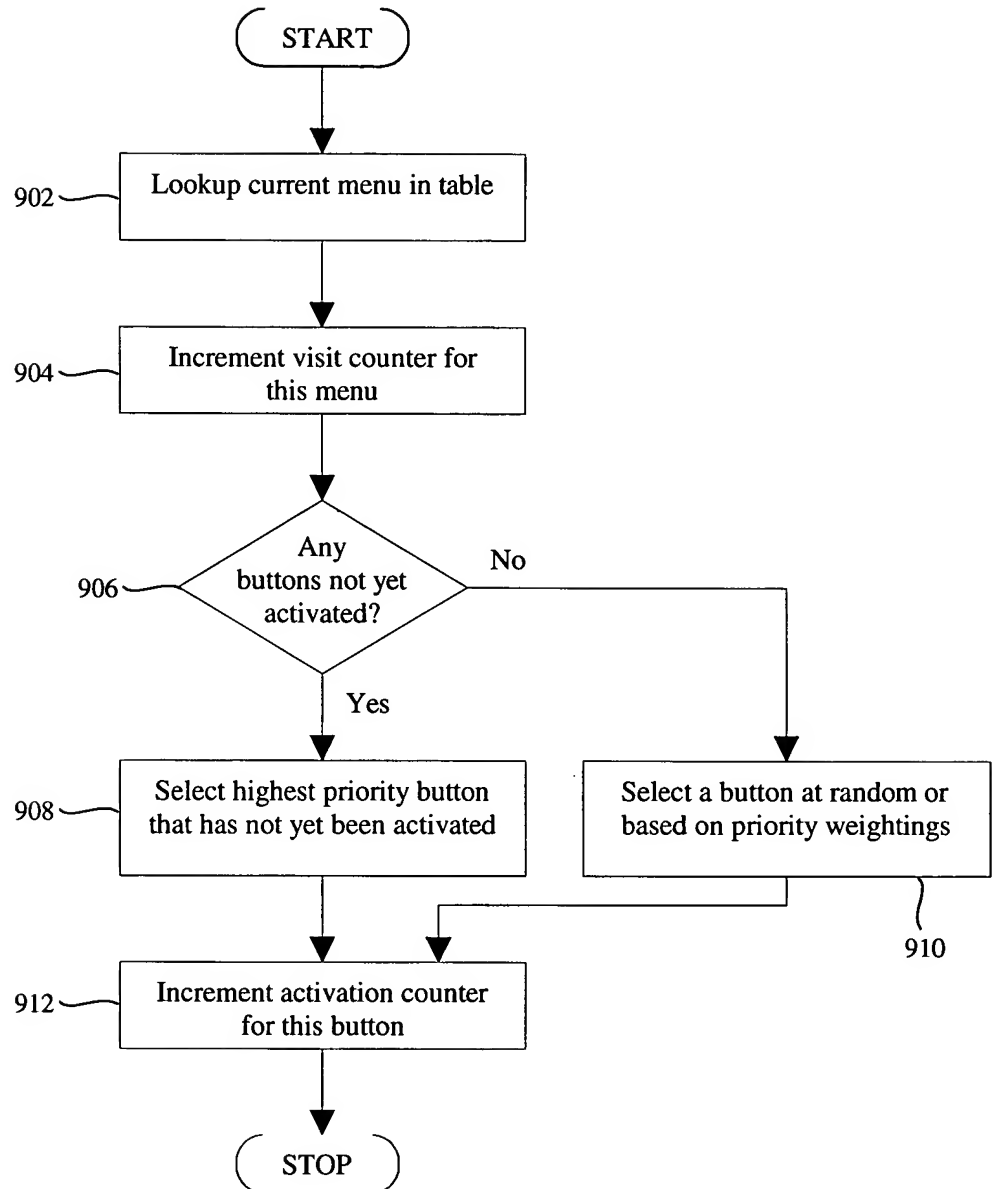 START
902
Lookup current menu in table
904
Increment visit counter for
this menu
906
Any
buttons not yet
activated?
No
Yes
908
Select highest priority button
that has not yet been activated
Select a button at random or
based on priority weightings
910
912
Increment activation counter
for this button
STOP